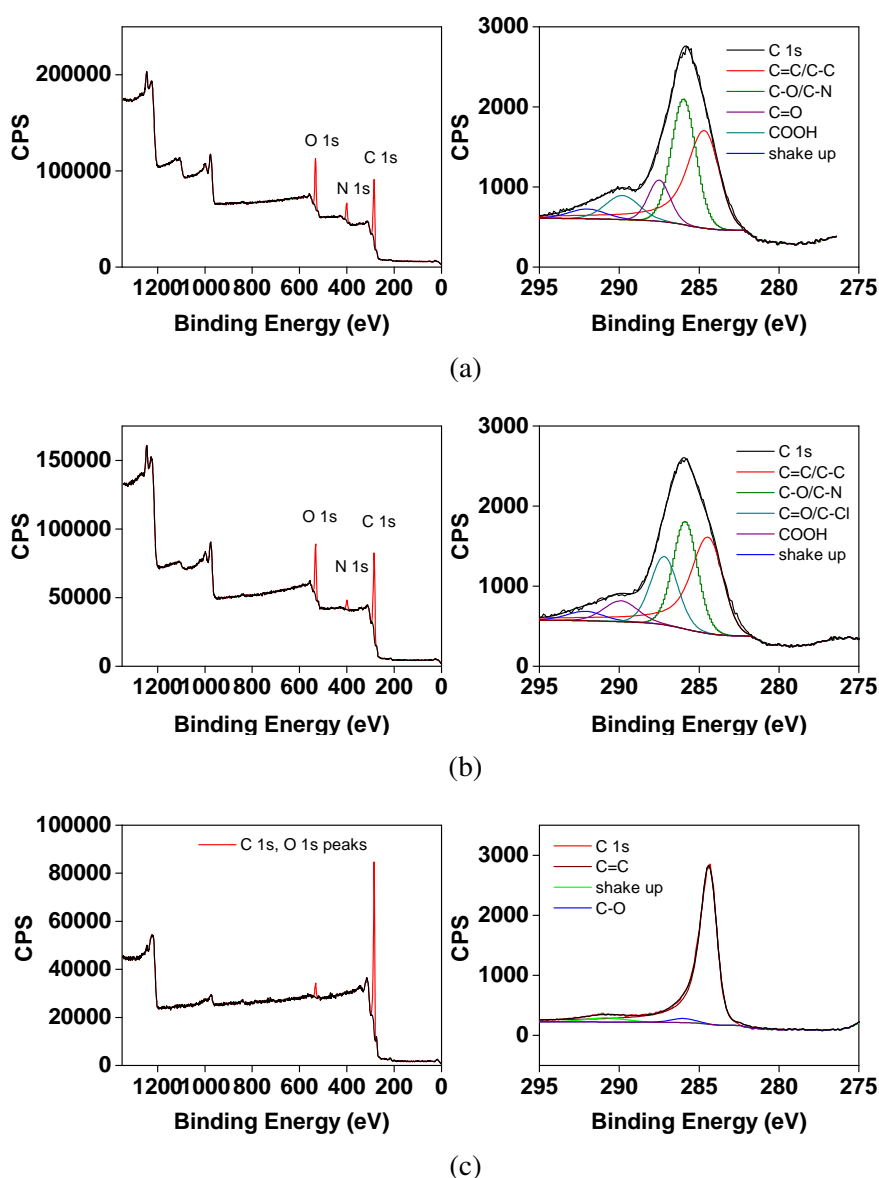 200000
100000
0
CPS
O 1s
N 1s
C 1s
1200 1000 800 600 400 200 0
Binding Energy (eV)
3000
2000
1000
0
CPS
C 1s
C=C/C-C
C-O/C-N
C=O
COOH
shake up
295 290 285 280 275
Binding Energy (eV)
(a)
150000
100000
50000
0
CPS
O 1s
N 1s
C 1s
1200 1000 800 600 400 200 0
Binding Energy (eV)
3000
2000
1000
0
CPS
C 1s
C=C/C-C
C-O/C-N
C=O/C-Cl
COOH
shake up
295 290 285 280 275
Binding Energy (eV)
(b)
100000
80000
60000
40000
20000
0
CPS
C 1s, O 1s peaks
1200 1000 800 600 400 200 0
Binding Energy (eV)
3000
2000
1000
0
CPS
C 1s
C=C
shake up
C-O
295 290 285 280 275
Binding Energy (eV)
(c)